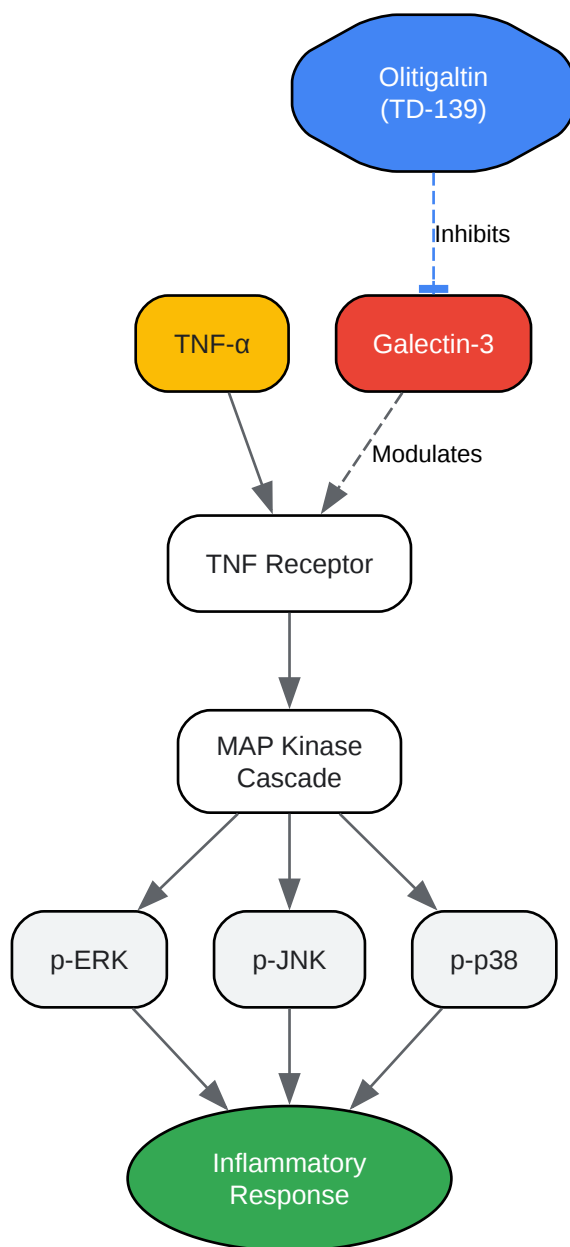 Olitigaltin
(TD-139)
Inhibits
TNF-α
Galectin-3
Modulates
TNF Receptor
MAP Kinase
Cascade
p-ERK
p-JNK
p-p38
Inflammatory
Response